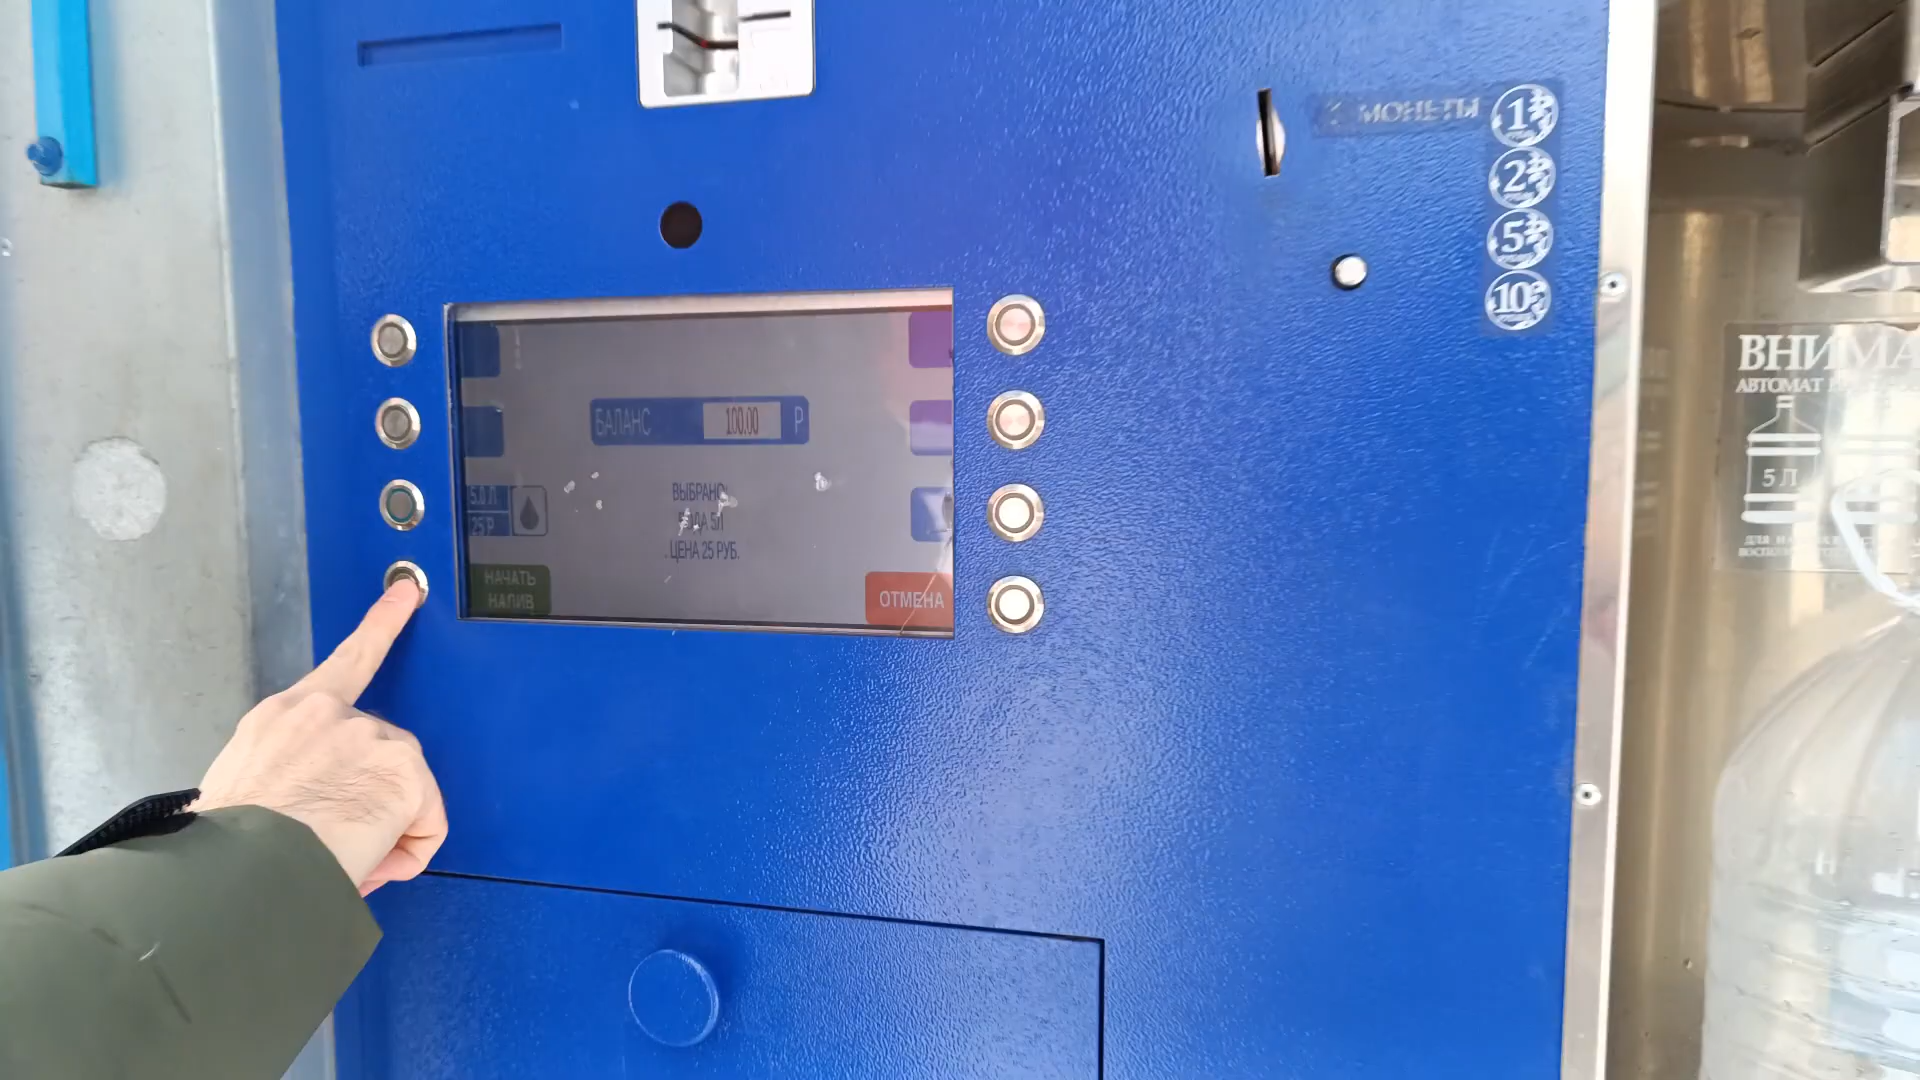 МОНЕТЫ
1
2
5
10
БАЛАНС 100.00 Р
ВЫБРАНО:
ВОДА 5Л
ЦЕНА 25 РУБ.
5.0 Л.
25 Р
НАЧАТЬ
НАЛИВ
ОТМЕНА
ВНИМА
АВТОМАТ
5 Л
ДЛЯ